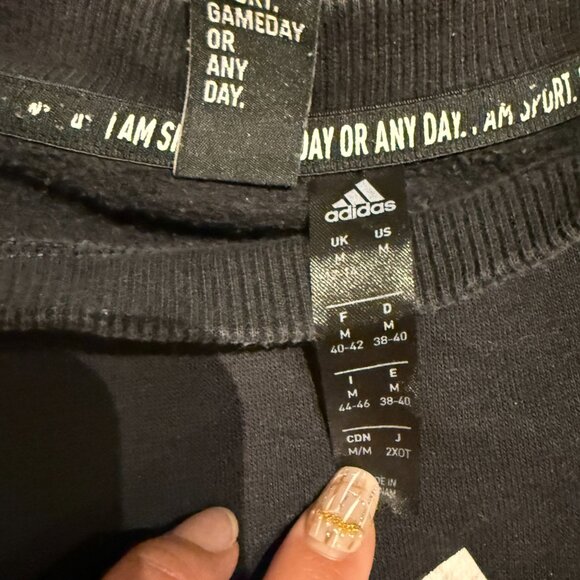 GAMEDAY
OR
ANY
DAY.
I AM
DAY OR ANY DAY. I AM SPORT.
adidas
UK US
M M
F D
M M
40-42 38-40
I E
M M
44-46 38-40
CDN J
M/M 2XOT